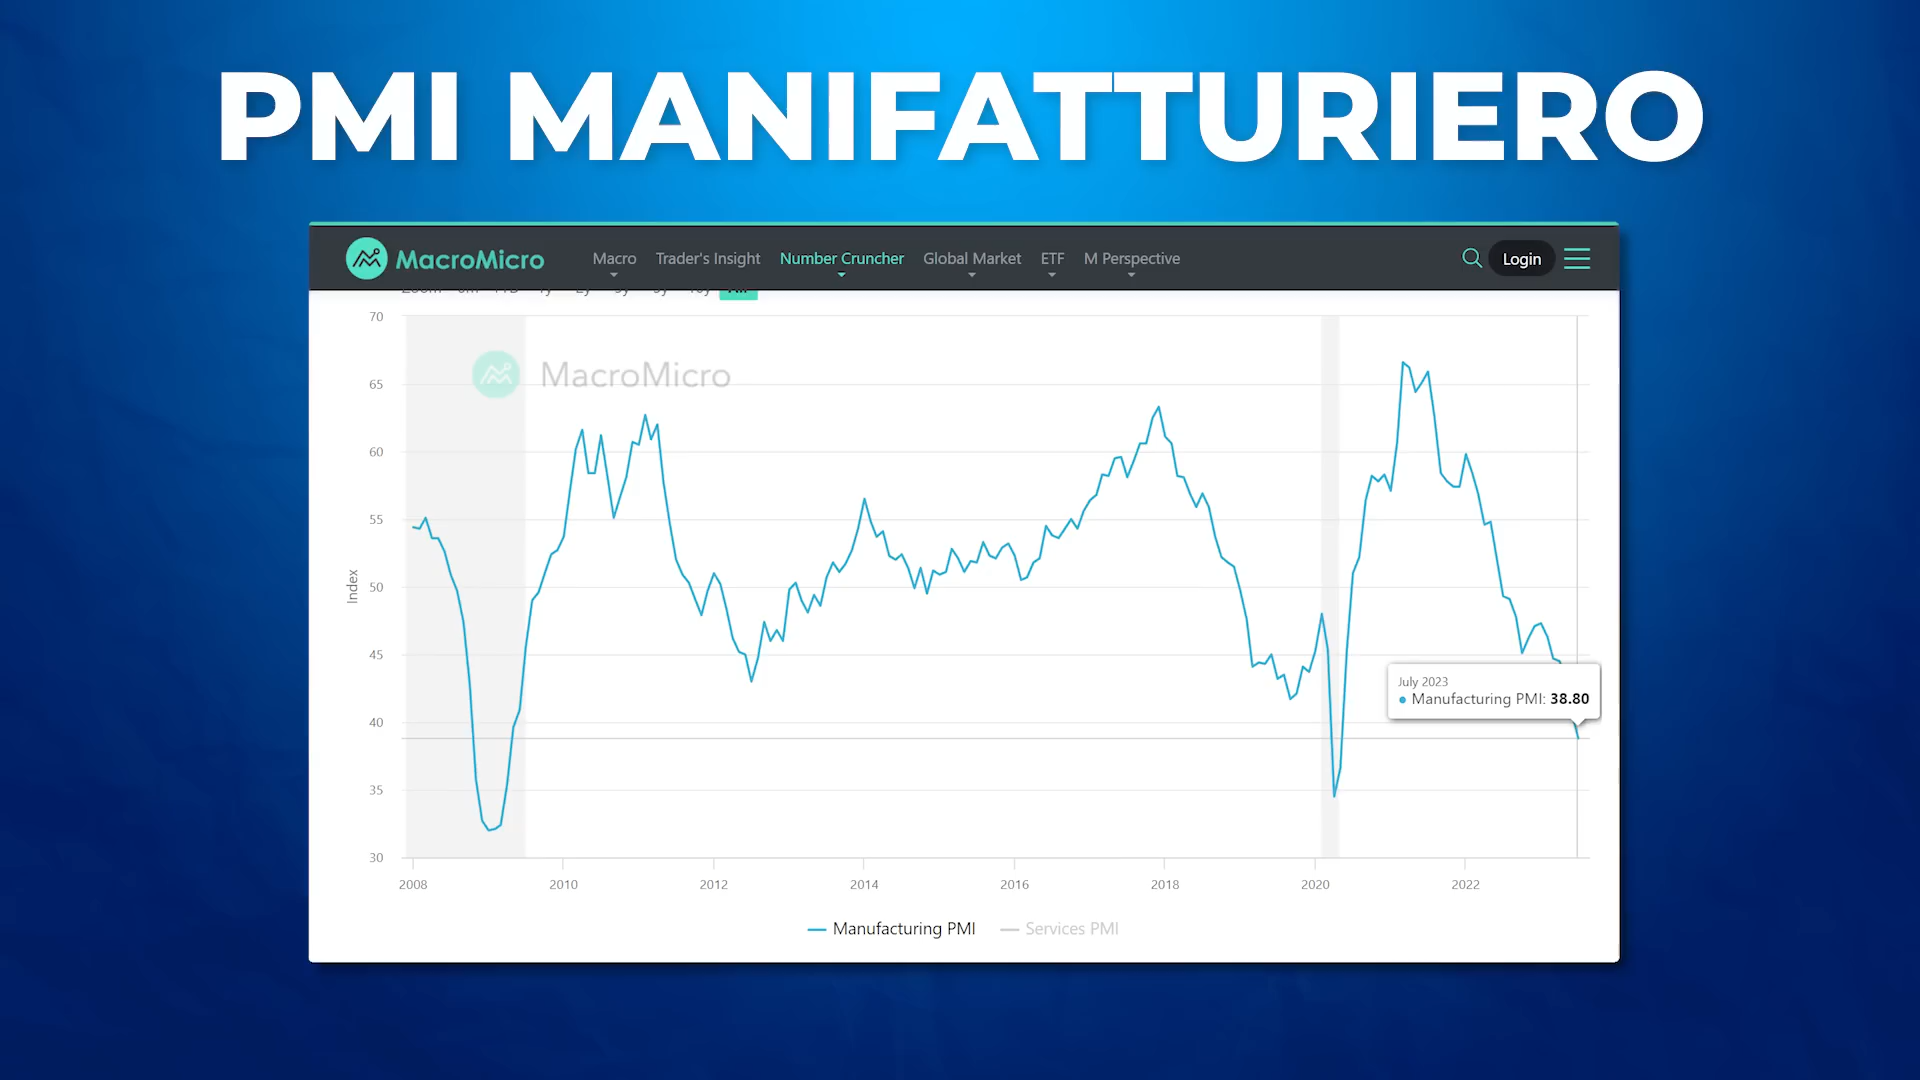 PMI MANIFATTURIERO
MacroMicro
Macro Trader's Insight Number Cruncher Global Market ETF M Perspective
Login
70
MacroMicro
65
60
55
50
Index
45
July 2023
Manufacturing PMI: 38.80
40
35
30
2008 2010 2012 2014 2016 2018 2020 2022
Manufacturing PMI Services PMI